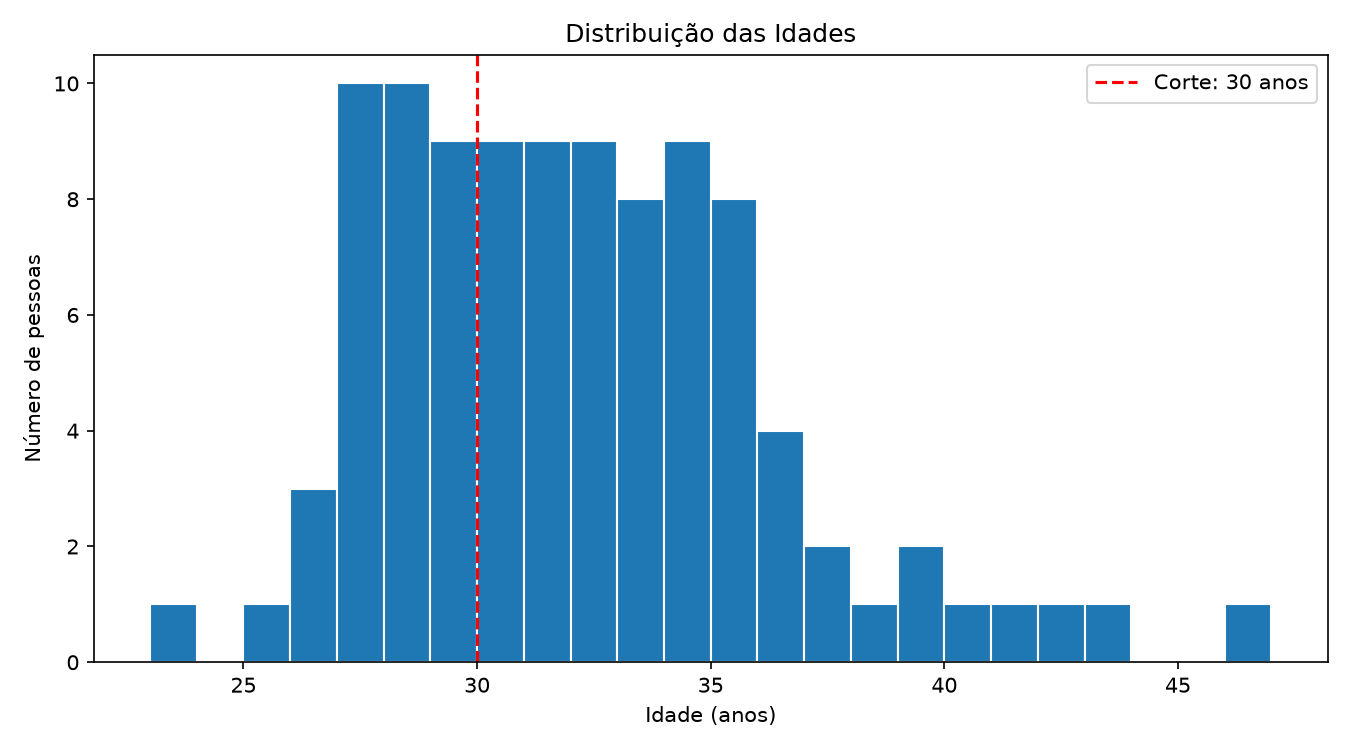 Distribuição das Idades
Corte: 30 anos
Número de pessoas
10
8
6
4
2
0
25
30
35
40
45
Idade (anos)